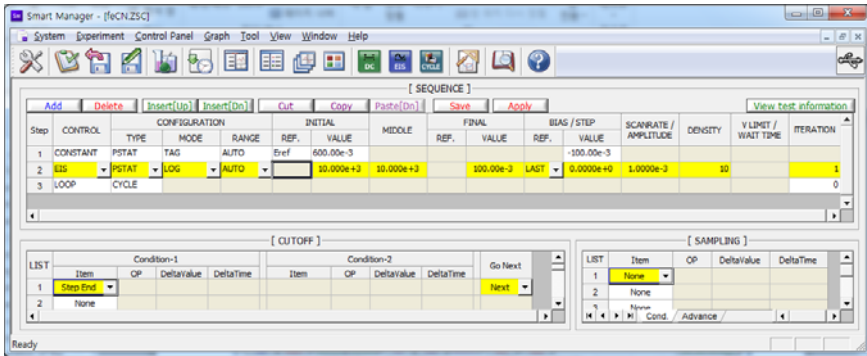 Smart Manager - [feCN.ZSC]
System Experiment Control Panel Graph Tool View Window Help
DC EIS CYCLE
[ SEQUENCE ]
Add Delete Insert[Up] Insert[Dn] Cut Copy Paste[Dn] Save Apply View test information
Step CONTROL CONFIGURATION INITIAL MIDDLE FINAL BIAS / STEP SCANRATE / AMPLITUDE DENSITY V LIMIT / WAIT TIME ITERATION
TYPE MODE RANGE REF. VALUE REF. VALUE REF. VALUE
1 CONSTANT PSTAT TAG AUTO Eref 600.00e-3 -100.00e-3
2 EIS PSTAT LOG AUTO 10.000e+3 10.000e+3 100.00e-3 LAST 0.0000e+0 1.0000e-3 10 1
3 LOOP CYCLE 0
[ CUTOFF ]
LIST Condition-1 Condition-2 Go Next
Item OP DeltaValue DeltaTime Item OP DeltaValue DeltaTime
1 Step End Next
2 None
[ SAMPLING ]
LIST Item OP DeltaValue DeltaTime
1 None
2 None
3 None
Cond. Advance
Ready